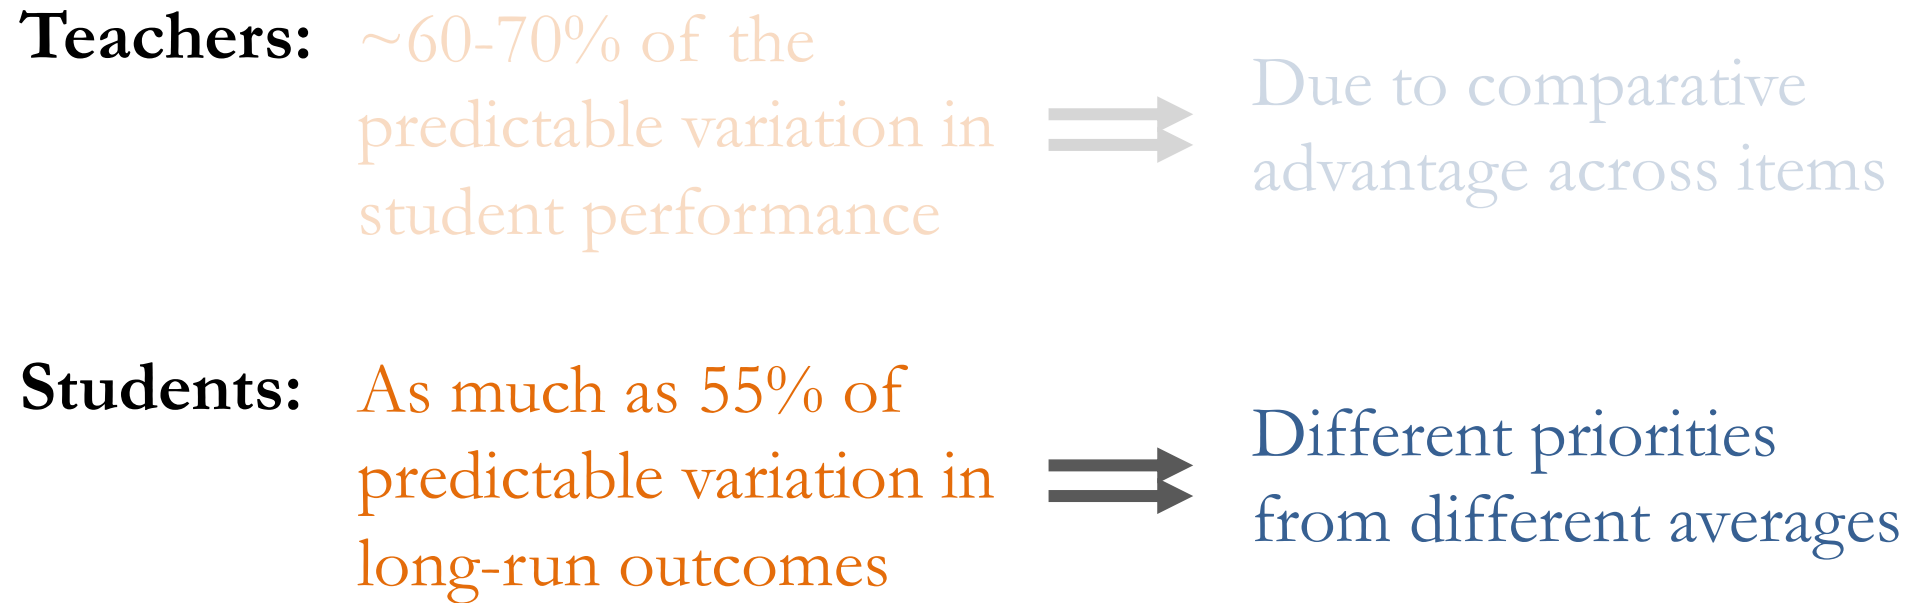 Teachers: ~60-70% of the
predictable variation in
student performance
Due to comparative
advantage across items
Students: As much as 55% of
predictable variation in
long-run outcomes
Different priorities
from different averages